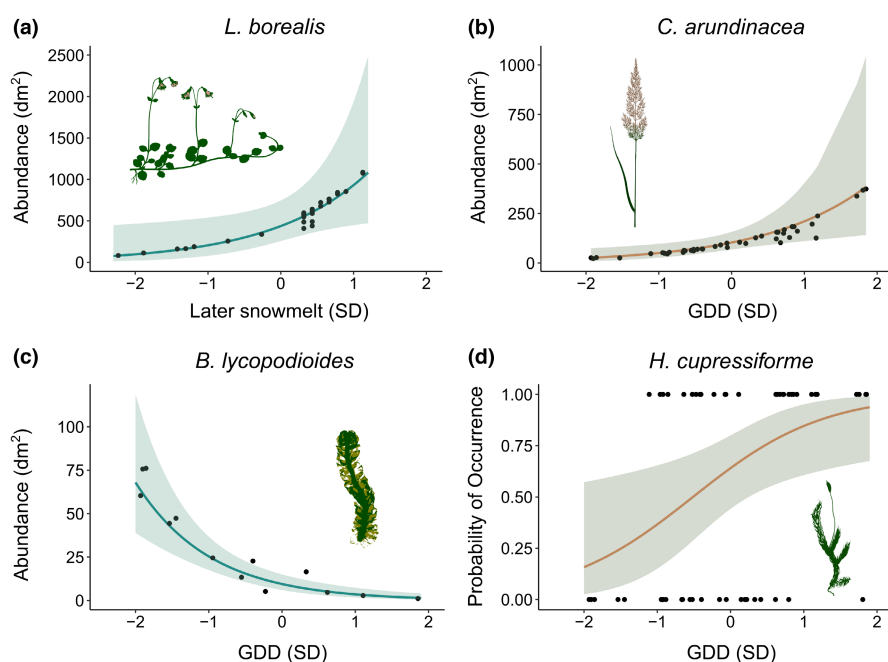 (a) L. borealis
Abundance (dm²)
2500
2000
1500
1000
500
0
−2 −1 0 1 2
Later snowmelt (SD)
(b) C. arundinacea
Abundance (dm²)
1000
750
500
250
0
−2 −1 0 1 2
GDD (SD)
(c) B. lycopodioides
Abundance (dm²)
100
75
50
25
0
−2 −1 0 1 2
GDD (SD)
(d) H. cupressiforme
Probability of Occurrence
1.00
0.75
0.50
0.25
0.00
−2 −1 0 1 2
GDD (SD)